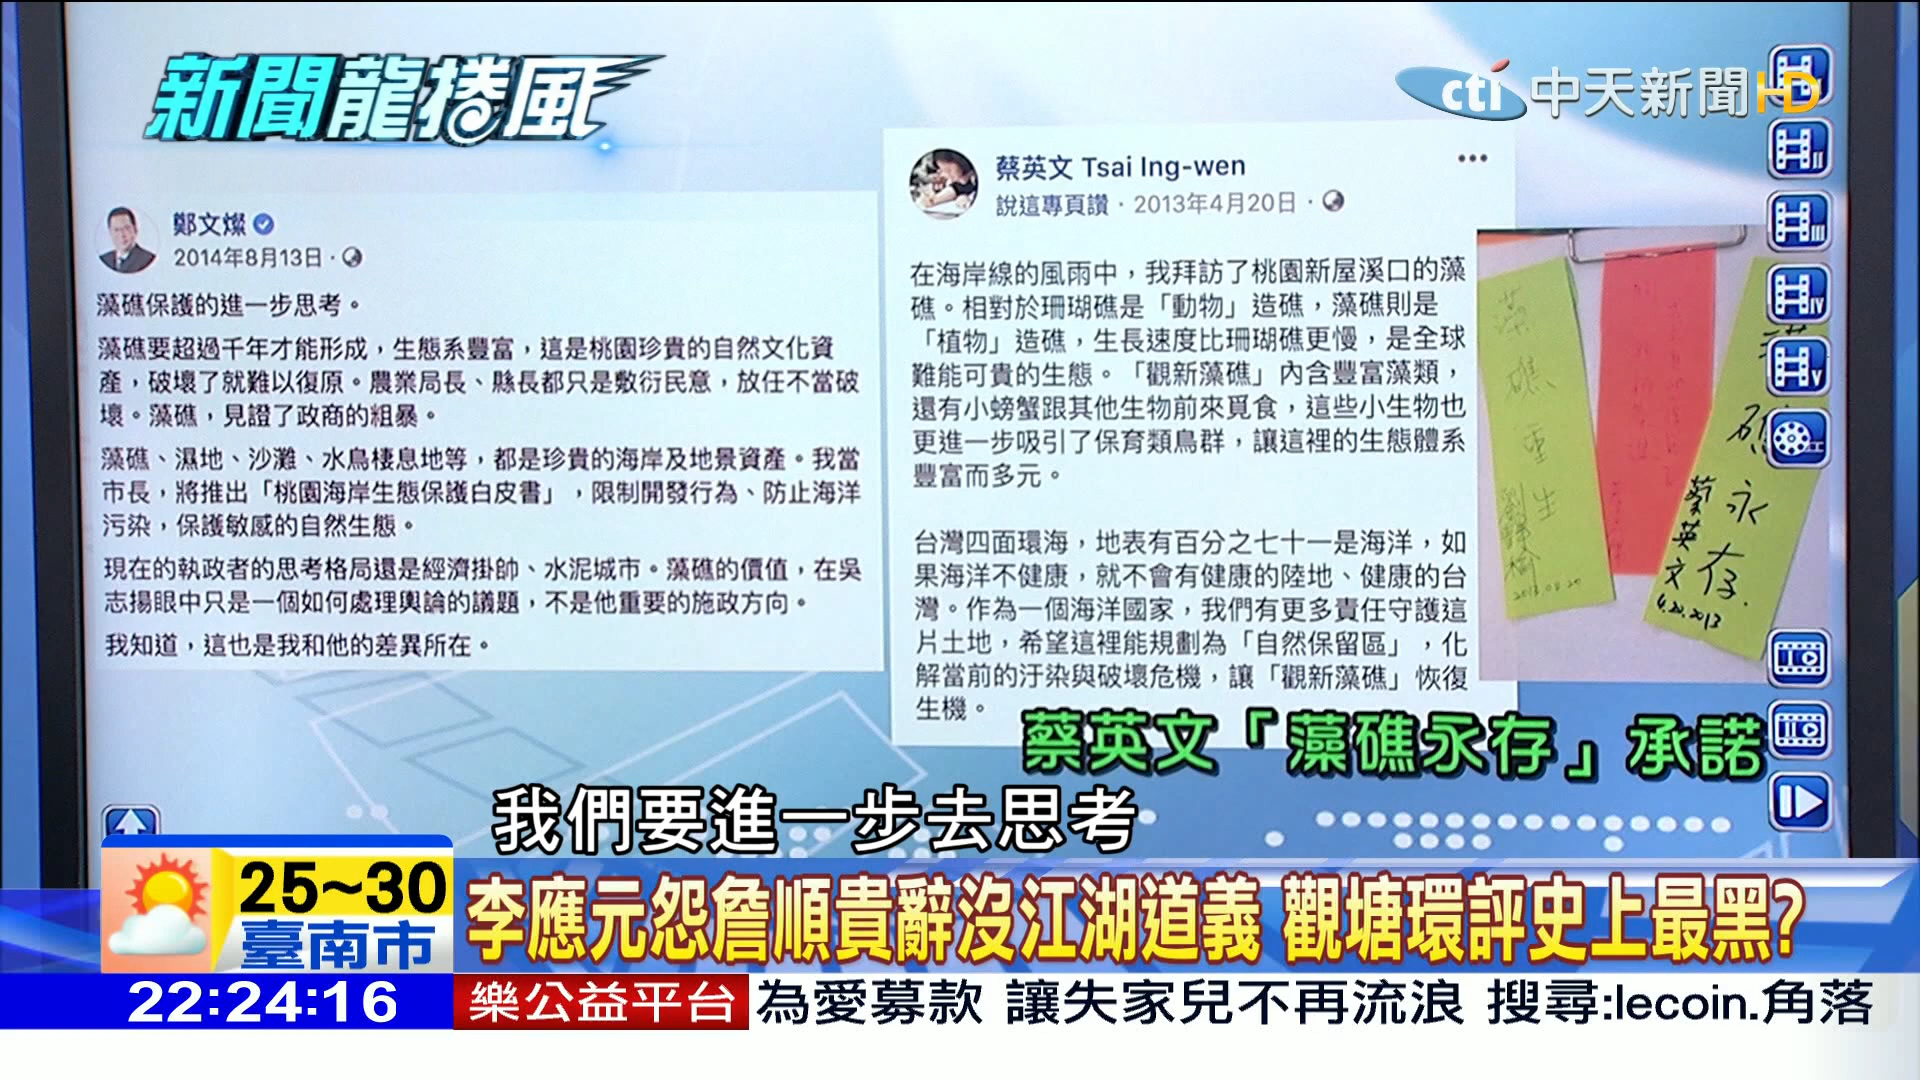 新聞龍捲風
cti 中天新聞HD
鄭文燦
2014年8月13日
藻礁保護的進一步思考。
藻礁要超過千年才能形成，生態系豐富，這是桃園珍貴的自然文化資
產，破壞了就難以復原。農業局長、縣長都只是敷衍民意，放任不當破
壞。藻礁，見證了政商的粗暴。
藻礁、濕地、沙灘、水鳥棲息地等，都是珍貴的海岸及地景資產。我當
市長，將推出「桃園海岸生態保護白皮書」，限制開發行為、防止海洋
污染，保護敏感的自然生態。
現在的執政者的思考格局還是經濟掛帥、水泥城市。藻礁的價值，在吳
志揚眼中只是一個如何處理輿論的議題，不是他重要的施政方向。
我知道，這也是我和他的差異所在。
蔡英文 Tsai Ing-wen
說這專頁讚 · 2013年4月20日 ·
在海岸線的風雨中，我拜訪了桃園新屋溪口的藻
礁。相對於珊瑚礁是「動物」造礁，藻礁則是
「植物」造礁，生長速度比珊瑚礁更慢，是全球
難能可貴的生態。「觀新藻礁」內含豐富藻類，
還有小螃蟹跟其他生物前來覓食，這些小生物也
更進一步吸引了保育類鳥群，讓這裡的生態體系
豐富而多元。
台灣四面環海，地表有百分之七十一是海洋，如
果海洋不健康，就不會有健康的陸地、健康的台
灣。作為一個海洋國家，我們有更多責任守護這
片土地，希望這裡能規劃為「自然保留區」，化
解當前的汙染與破壞危機，讓「觀新藻礁」恢復
生機。
藻礁重生
礁永存
蔡英文
4.20.2013
II
III
IV
V
蔡英文「藻礁永存」承諾
我們要進一步去思考
25~30
臺南市
李應元怨詹順貴辭沒江湖道義 觀塘環評史上最黑?
22:24:16
樂公益平台 為愛募款 讓失家兒不再流浪 搜尋:lecoin.角落